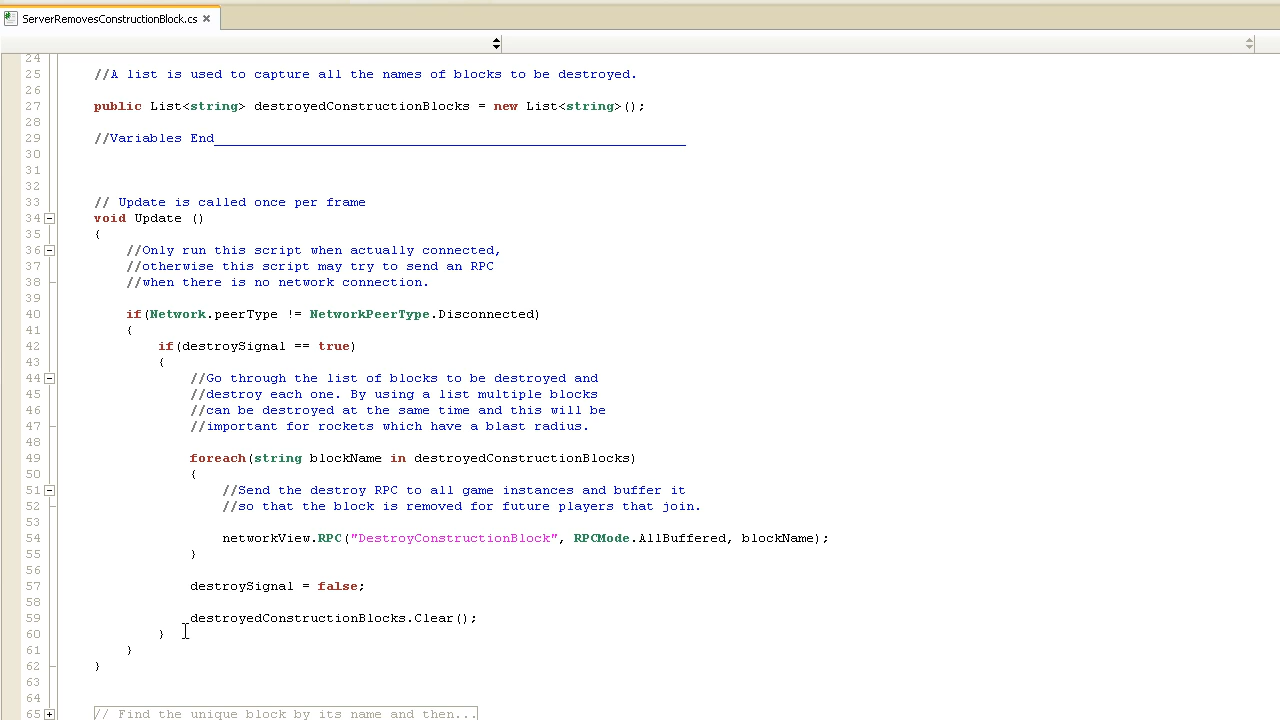 ServerRemovesConstructionBlock.cs ×
24
25 //A list is used to capture all the names of blocks to be destroyed.
26
27 public List<string> destroyedConstructionBlocks = new List<string>();
28
29 //Variables End___________________________________________________________
30
31
32
33 // Update is called once per frame
34 void Update ()
35 {
36 //Only run this script when actually connected,
37 //otherwise this script may try to send an RPC
38 //when there is no network connection.
39
40 if(Network.peerType != NetworkPeerType.Disconnected)
41 {
42 if(destroySignal == true)
43 {
44 //Go through the list of blocks to be destroyed and
45 //destroy each one. By using a list multiple blocks
46 //can be destroyed at the same time and this will be
47 //important for rockets which have a blast radius.
48
49 foreach(string blockName in destroyedConstructionBlocks)
50 {
51 //Send the destroy RPC to all game instances and buffer it
52 //so that the block is removed for future players that join.
53
54 networkView.RPC("DestroyConstructionBlock", RPCMode.AllBuffered, blockName);
55 }
56
57 destroySignal = false;
58
59 destroyedConstructionBlocks.Clear();
60 }
61 }
62 }
63
64
65 // Find the unique block by its name and then...